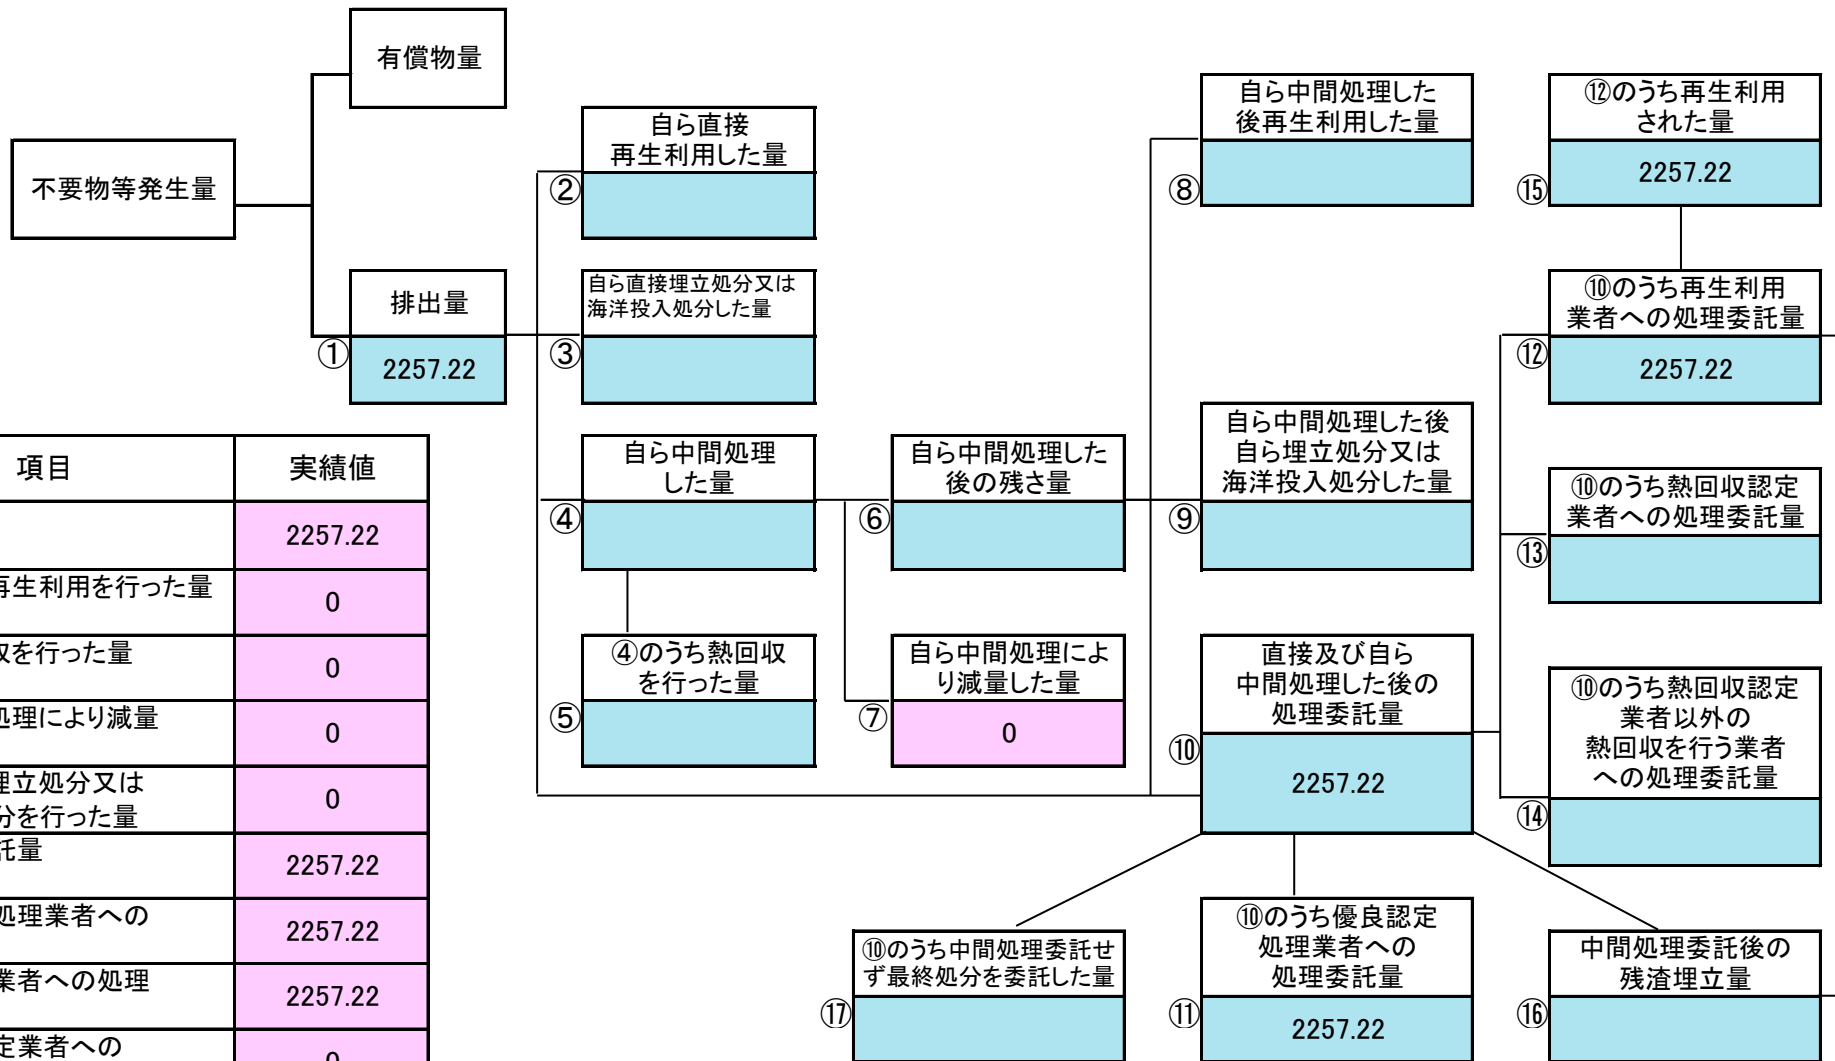 有償物量
不要物等発生量
排出量
①
2257.22
自ら直接
再生利用した量
②
自ら直接埋立処分又は
海洋投入処分した量
③
自ら中間処理
した量
④
④のうち熱回収
を行った量
⑤
自ら中間処理した
後の残さ量
⑥
自ら中間処理によ
り減量した量
⑦
0
自ら中間処理した
後再生利用した量
⑧
自ら中間処理した後
自ら埋立処分又は
海洋投入処分した量
⑨
直接及び自ら
中間処理した後の
処理委託量
⑩
2257.22
⑩のうち優良認定
処理業者への
処理委託量
⑪
2257.22
⑩のうち再生利用
業者への処理委託量
⑫
2257.22
⑩のうち熱回収認定
業者への処理委託量
⑬
⑩のうち熱回収認定
業者以外の
熱回収を行う業者
への処理委託量
⑭
⑫のうち再生利用
された量
⑮
2257.22
中間処理委託後の
残渣埋立量
⑯
⑩のうち中間処理委託せ
ず最終処分を委託した量
⑰
項目 実績値
2257.22
再生利用を行った量 0
収を行った量 0
処理により減量 0
埋立処分又は
分を行った量 0
託量 2257.22
処理業者への 2257.22
業者への処理 2257.22
定業者への 0